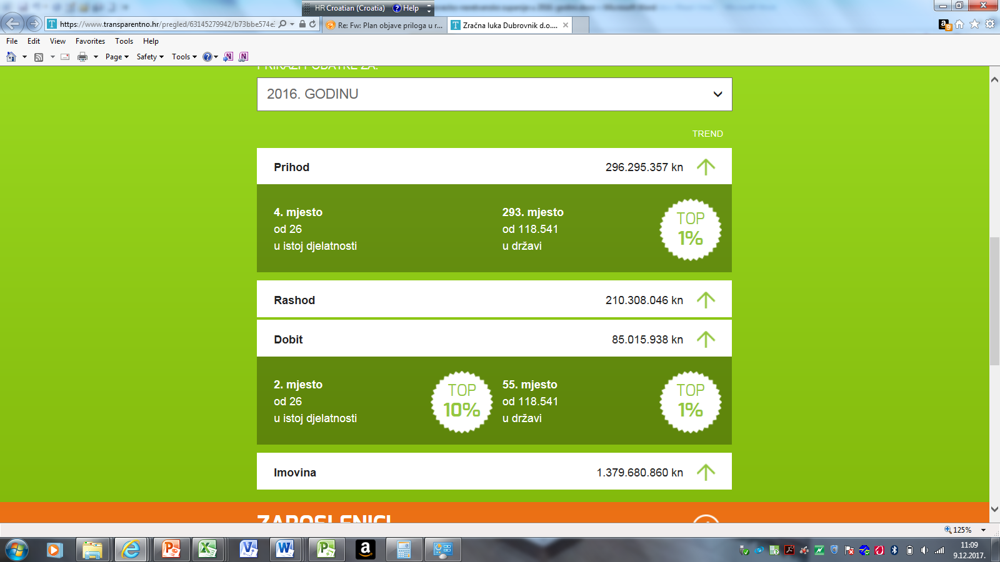 HR Croatian (Croatia) Help
https://www.transparentno.hr/pregled/63145279942/b73bbe574e
Re: Fw: Plan objave priloga u r...
Zračna luka Dubrovnik d.o....
File Edit View Favorites Tools Help
Page Safety Tools
PRIKAŽI PODATKE ZA:
2016. GODINU
TREND
Prihod 296.295.357 kn
4. mjesto
od 26
u istoj djelatnosti
293. mjesto
od 118.541
u državi
TOP
1%
Rashod 210.308.046 kn
Dobit 85.015.938 kn
2. mjesto
od 26
u istoj djelatnosti
TOP
10%
55. mjesto
od 118.541
u državi
TOP
1%
Imovina 1.379.680.860 kn
ZAPOSLENICI
125%
11:09
9.12.2017.